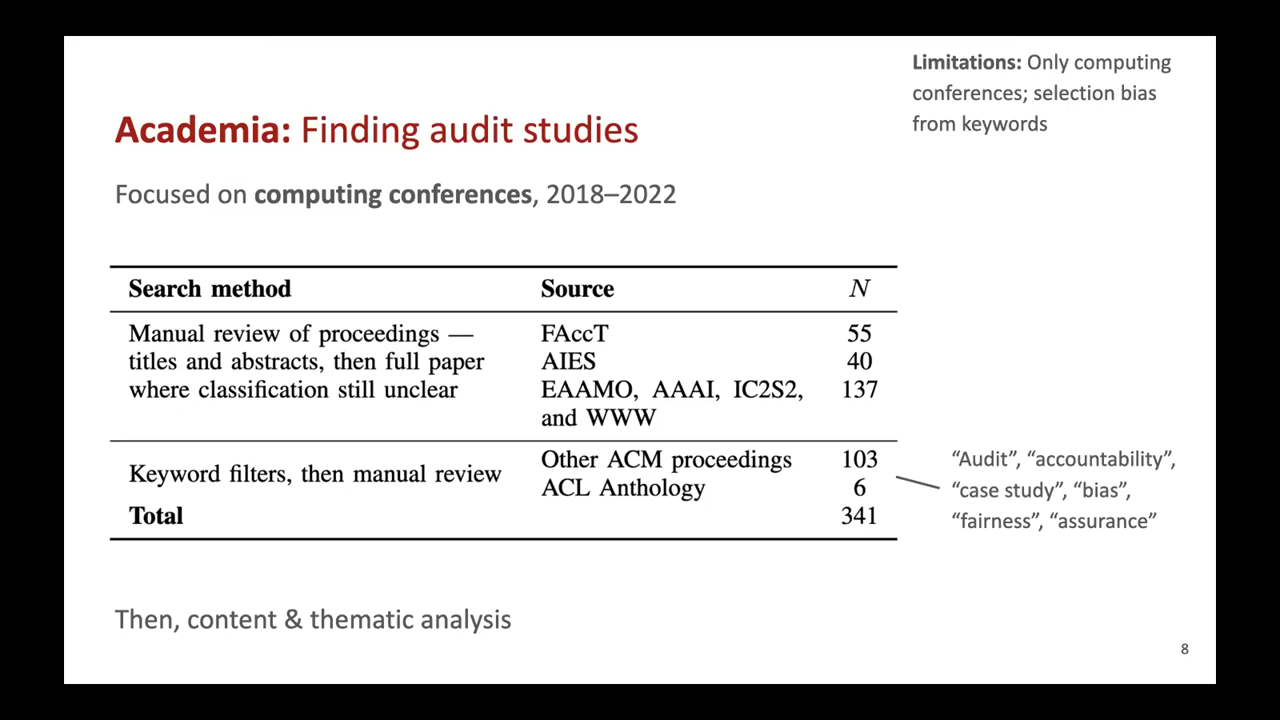 Limitations: Only computing
conferences; selection bias
from keywords
Academia: Finding audit studies
Focused on computing conferences, 2018–2022
Search method Source N
Manual review of proceedings — FAccT 55
titles and abstracts, then full paper AIES 40
where classification still unclear EAAMO, AAAI, IC2S2, 137
and WWW
Keyword filters, then manual review
Other ACM proceedings 103
ACL Anthology 6
Total 341
“Audit”, “accountability”,
“case study”, “bias”,
“fairness”, “assurance”
Then, content & thematic analysis
8